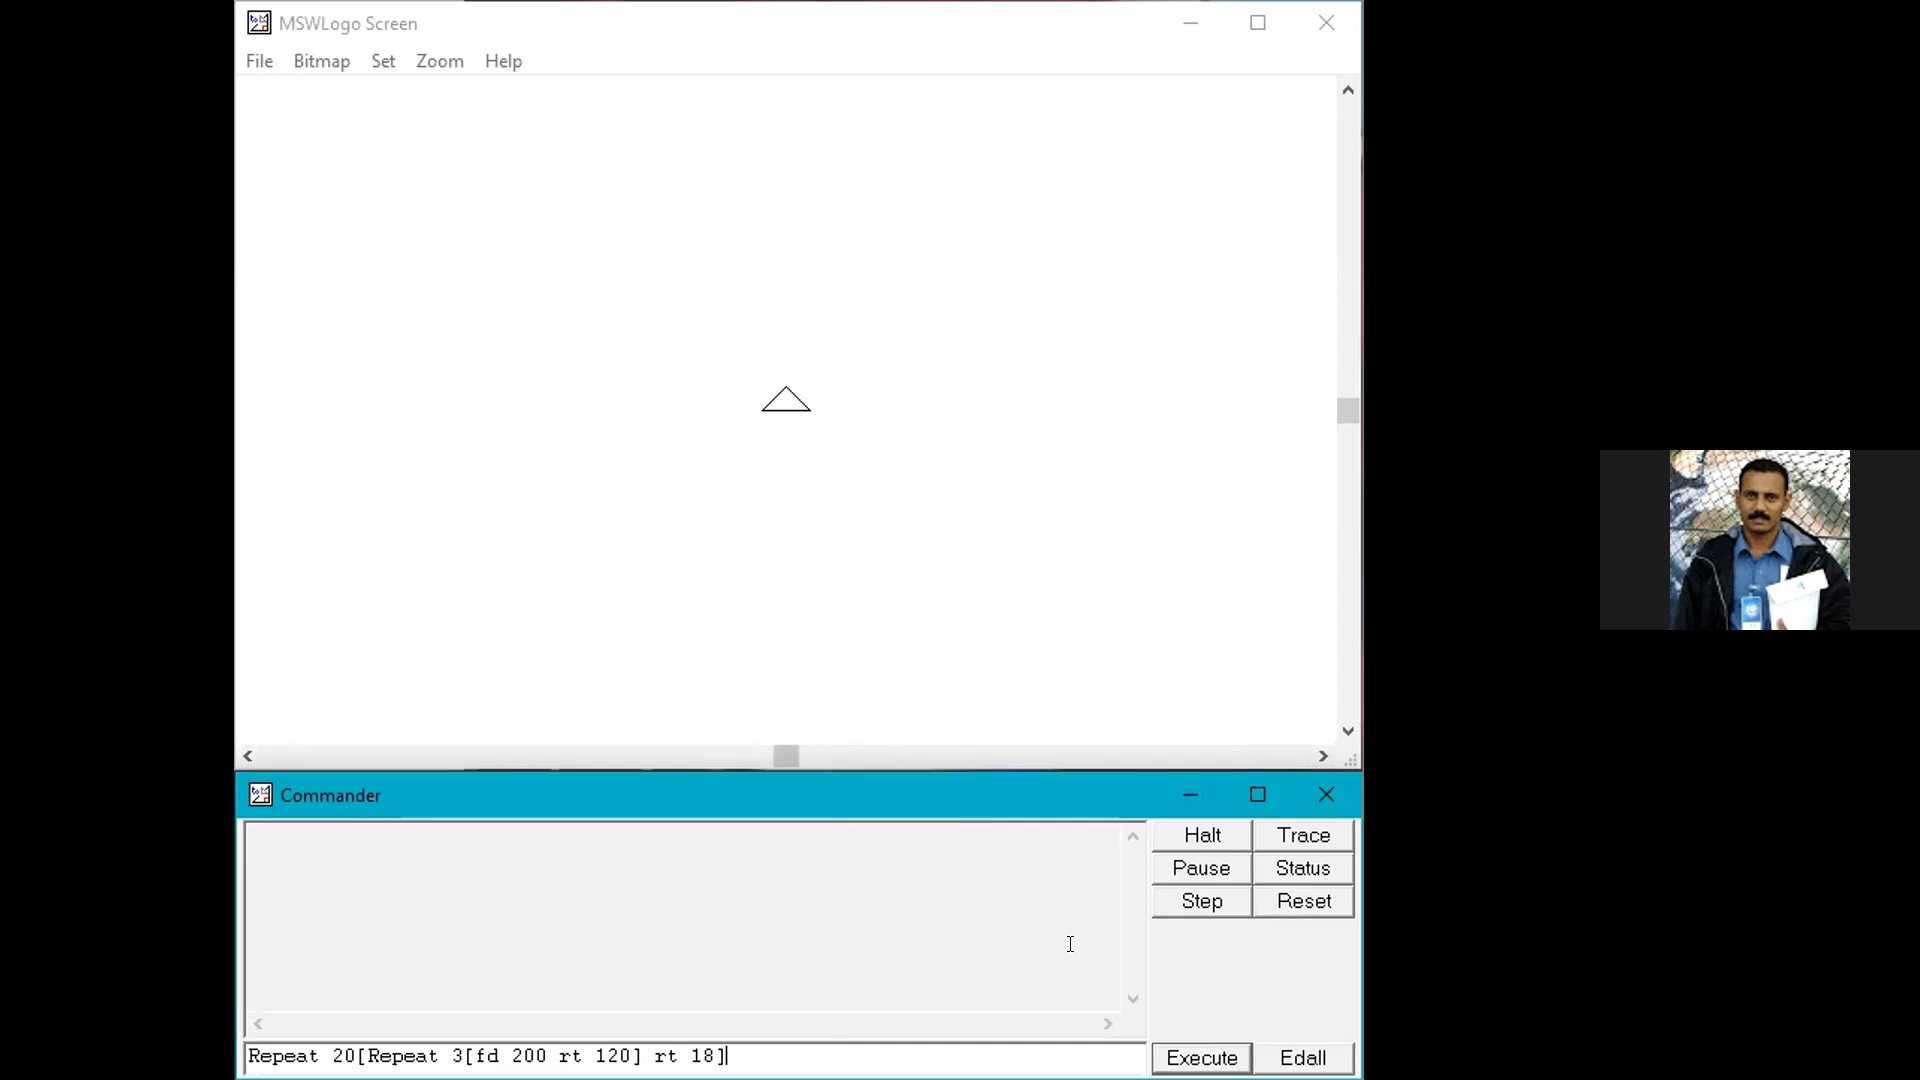 MSWLogo Screen
File Bitmap Set Zoom Help
Commander
Halt Trace
Pause Status
Step Reset
Repeat 20[Repeat 3[fd 200 rt 120] rt 18]
Execute Edall